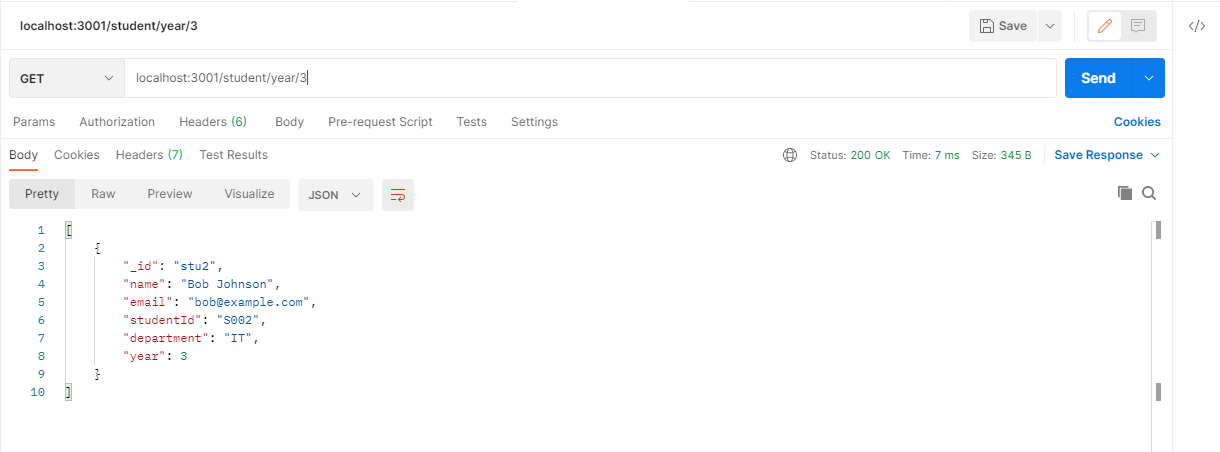 localhost:3001/student/year/3
Save
</>
GET
localhost:3001/student/year/3
Send
Params Authorization Headers (6) Body Pre-request Script Tests Settings Cookies
Body Cookies Headers (7) Test Results Status: 200 OK Time: 7 ms Size: 345 B Save Response
Pretty Raw Preview Visualize JSON
1 [
2 {
3 "_id": "stu2",
4 "name": "Bob Johnson",
5 "email": "bob@example.com",
6 "studentId": "S002",
7 "department": "IT",
8 "year": 3
9 }
10 ]